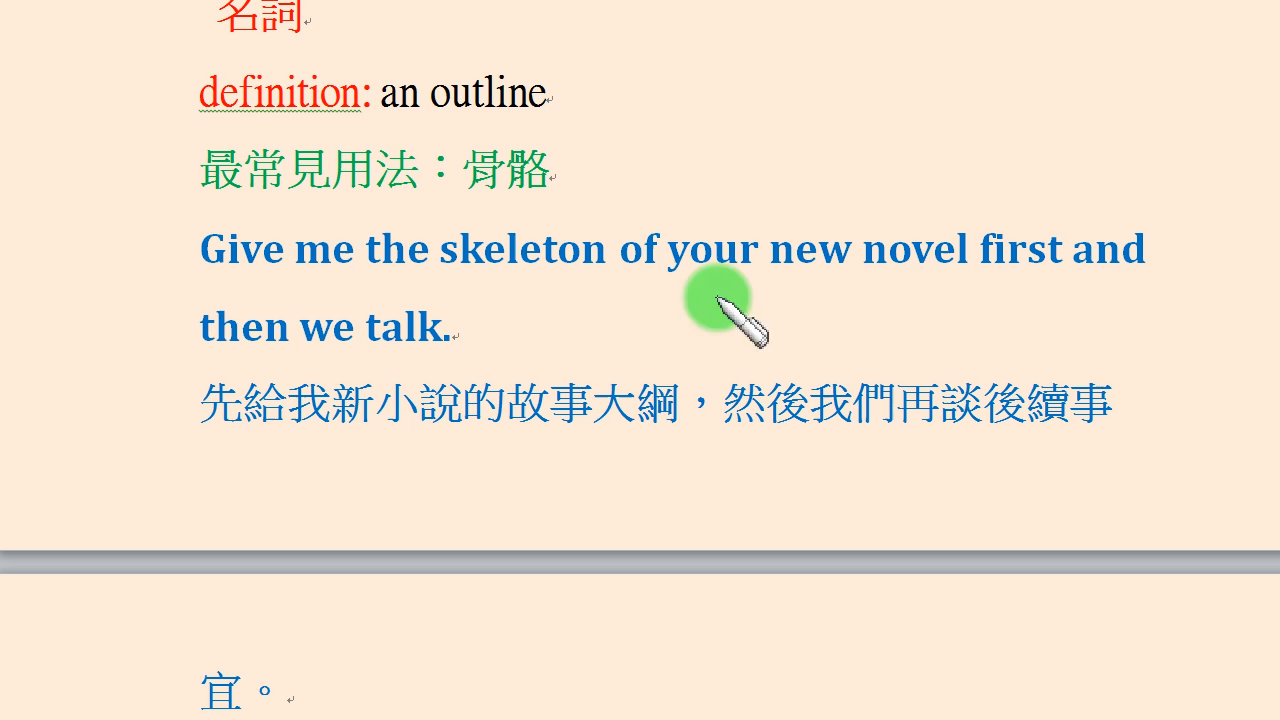 名詞
definition: an outline
最常見用法：骨骼
Give me the skeleton of your new novel first and
then we talk.
先給我新小說的故事大綱，然後我們再談後續事
宜。